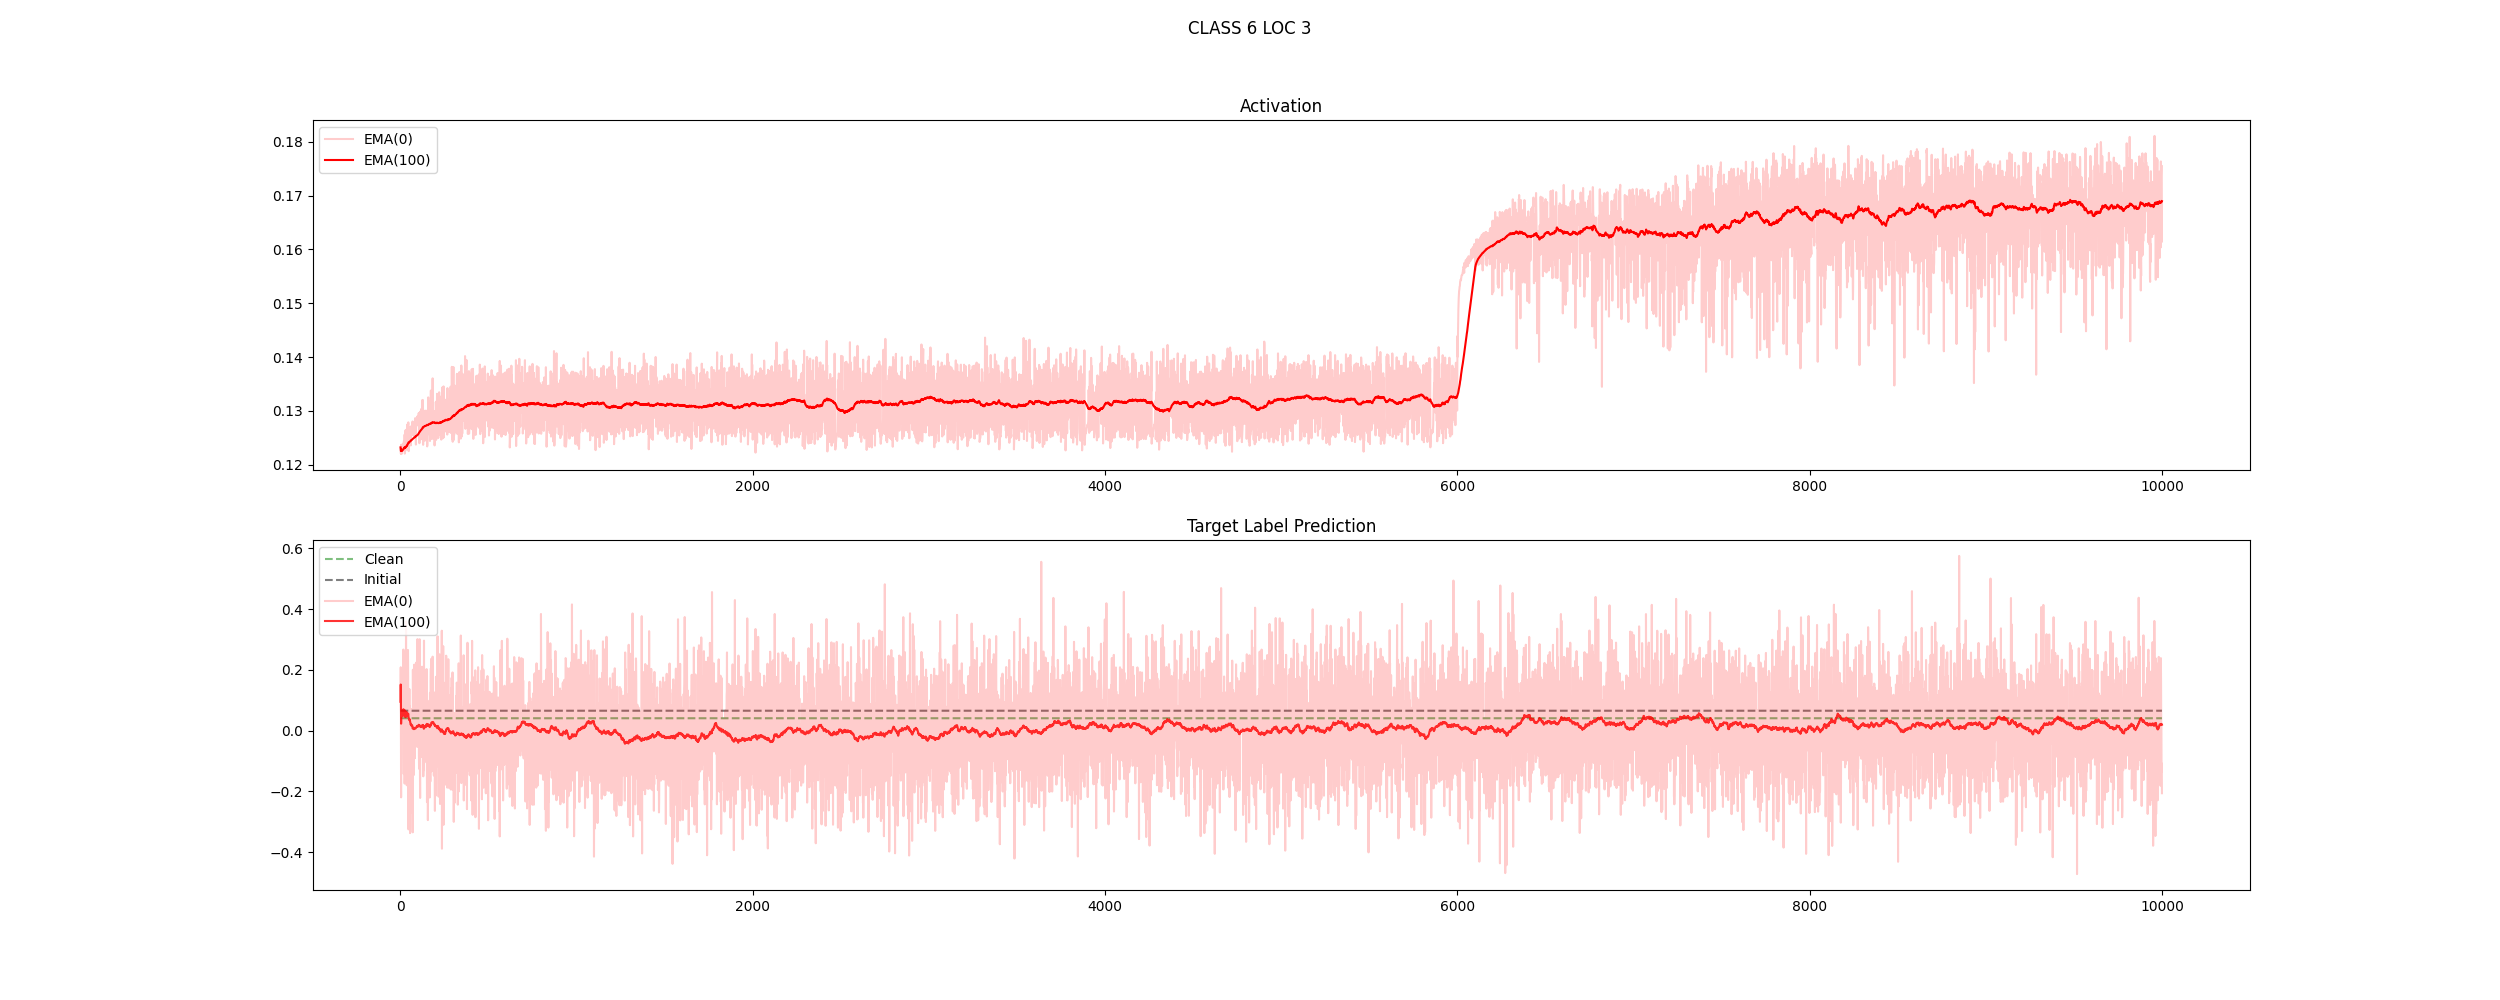 CLASS 6 LOC 3
Activation
EMA(0)
EMA(100)
0.18
0.17
0.16
0.15
0.14
0.13
0.12
0 2000 4000 6000 8000 10000
Target Label Prediction
Clean
Initial
EMA(0)
EMA(100)
0.6
0.4
0.2
0.0
−0.2
−0.4
0 2000 4000 6000 8000 10000